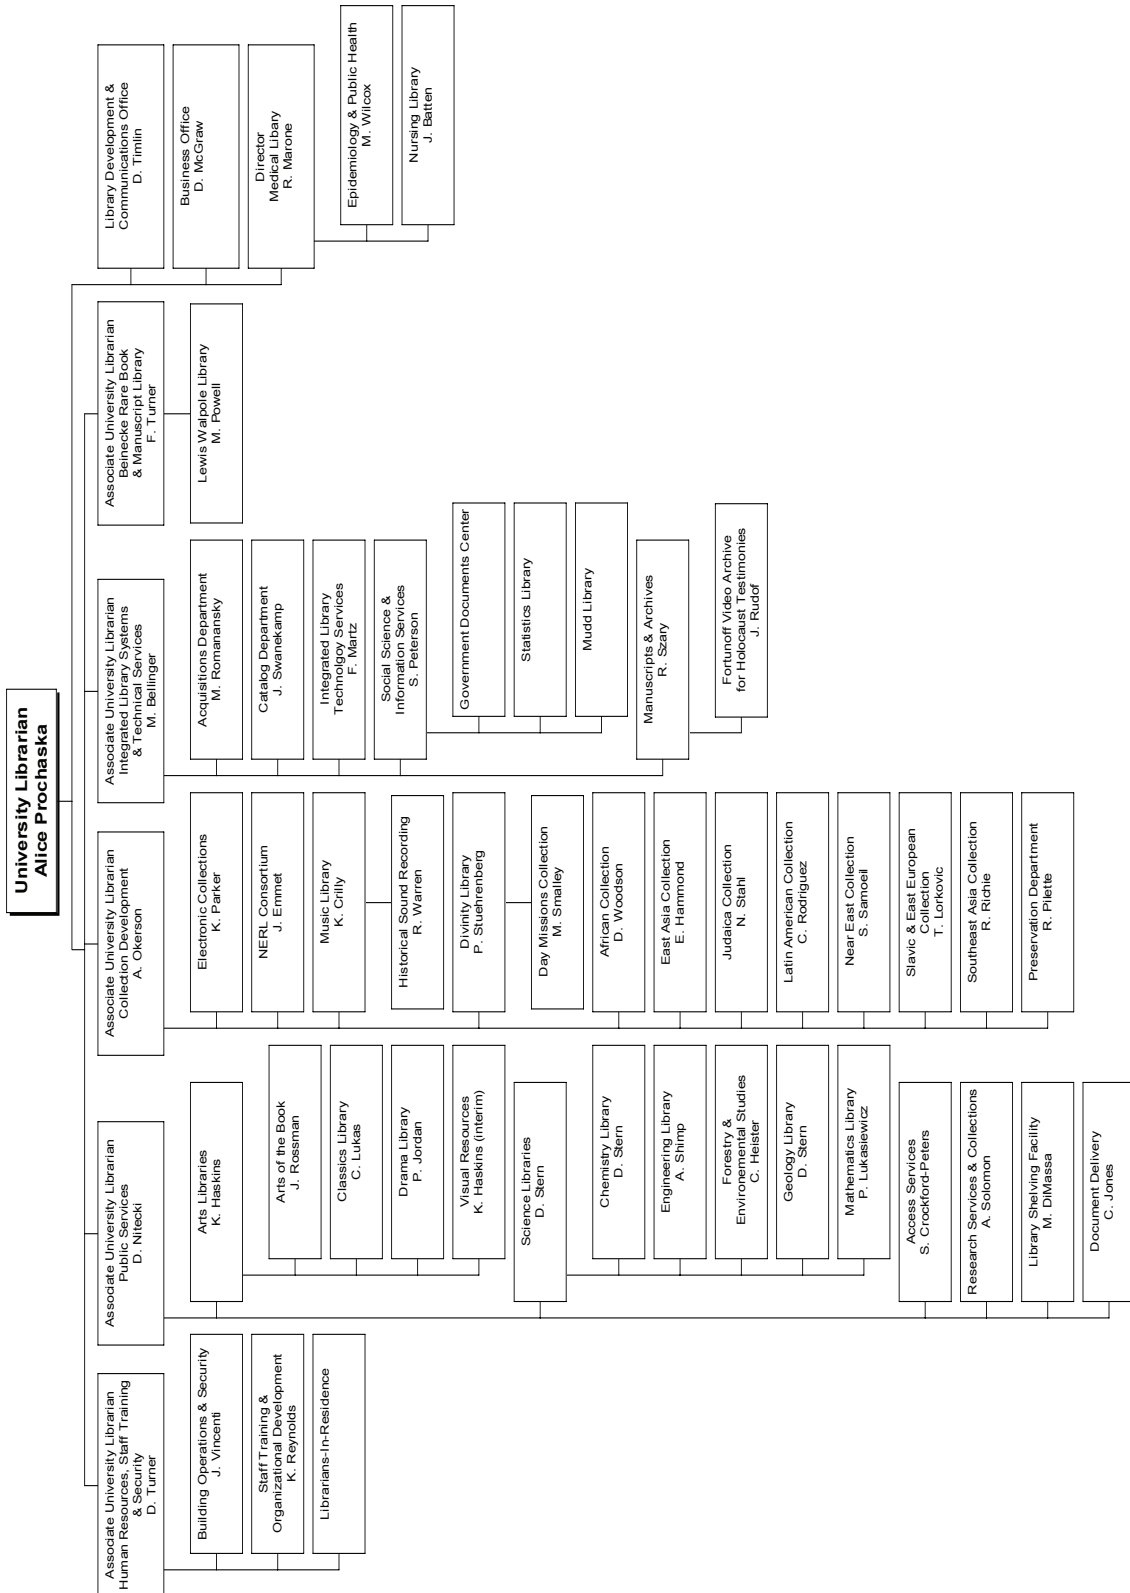 University Librarian
Alice Prochaska
Associate University Librarian
Human Resources, Staff Training
& Security
D. Turner
Building Operations & Security
J. Vincenti
Staff Training &
Organizational Development
K. Reynolds
Librarians-In-Residence
Associate University Librarian
Public Services
D. Nitecki
Arts Libraries
K. Haskins
Arts of the Book
J. Rossman
Classics Library
C. Lukas
Drama Library
P. Jordan
Visual Resources
K. Haskins (interim)
Science Libraries
D. Stern
Chemistry Library
D. Stern
Engineering Library
A. Shimp
Forestry &
Environemental Studies
C. Heister
Geology Library
D. Stern
Mathematics Library
P. Lukasiewicz
Access Services
S. Crockford-Peters
Research Services & Collections
A. Solomon
Library Shelving Facility
M. DiMassa
Document Delivery
C. Jones
Associate University Librarian
Collection Development
A. Okerson
Electronic Collections
K. Parker
NERL Consortium
J. Emmet
Music Library
K. Crilly
Historical Sound Recording
R. Warren
Divinity Library
P. Stuehrenberg
Day Missions Collection
M. Smalley
African Collection
D. Woodson
East Asia Collection
E. Hammond
Judaica Collection
N. Stahl
Latin American Collection
C. Rodriguez
Near East Collection
S. Samoeil
Slavic & East European
Collection
T. Lorkovic
Southeast Asia Collection
R. Richie
Preservation Department
R. Pilette
Associate University Librarian
Integrated Library Systems
& Technical Services
M. Bellinger
Acquisitions Department
M. Romanansky
Catalog Department
J. Swanekamp
Integrated Library
Technolgoy Services
F. Martz
Social Science &
Information Services
S. Peterson
Government Documents Center
Statistics Library
Mudd Library
Manuscripts & Archives
R. Szary
Fortunoff Video Archive
for Holocaust Testimonies
J. Rudof
Associate University Librarian
Beinecke Rare Book
& Manuscript Library
F. Turner
Lewis Walpole Library
M. Powell
Library Development &
Communications Office
D. Timlin
Business Office
D. McGraw
Director
Medical Libary
R. Marone
Epidemiology & Public Health
M. Wilcox
Nursing Library
J. Batten